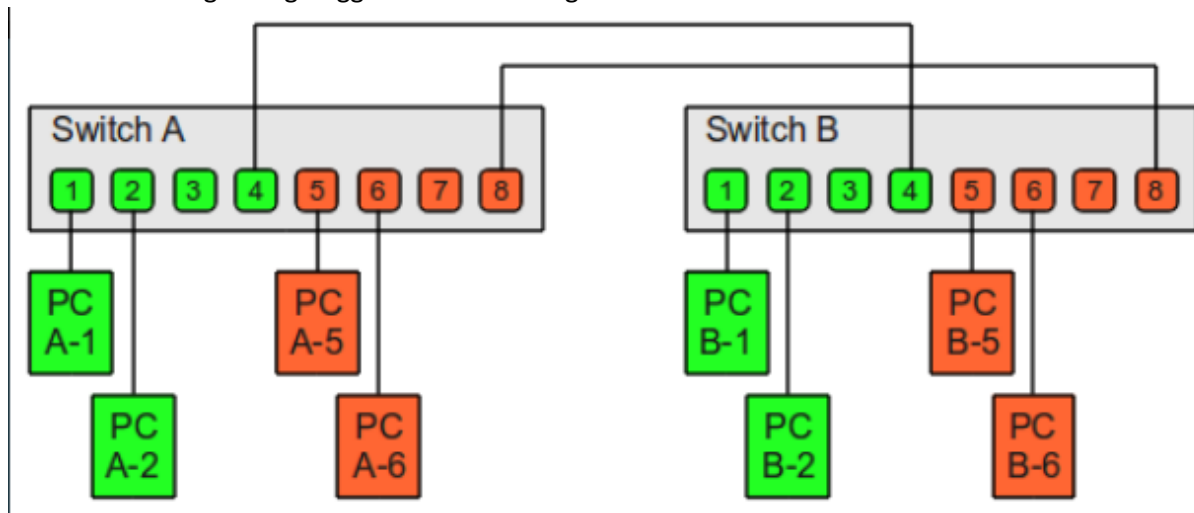 Switch A
Switch B
1 2 3 4 5 6 7 8
1 2 3 4 5 6 7 8
PC
A-1
PC
A-5
PC
B-1
PC
B-5
PC
A-2
PC
A-6
PC
B-2
PC
B-6